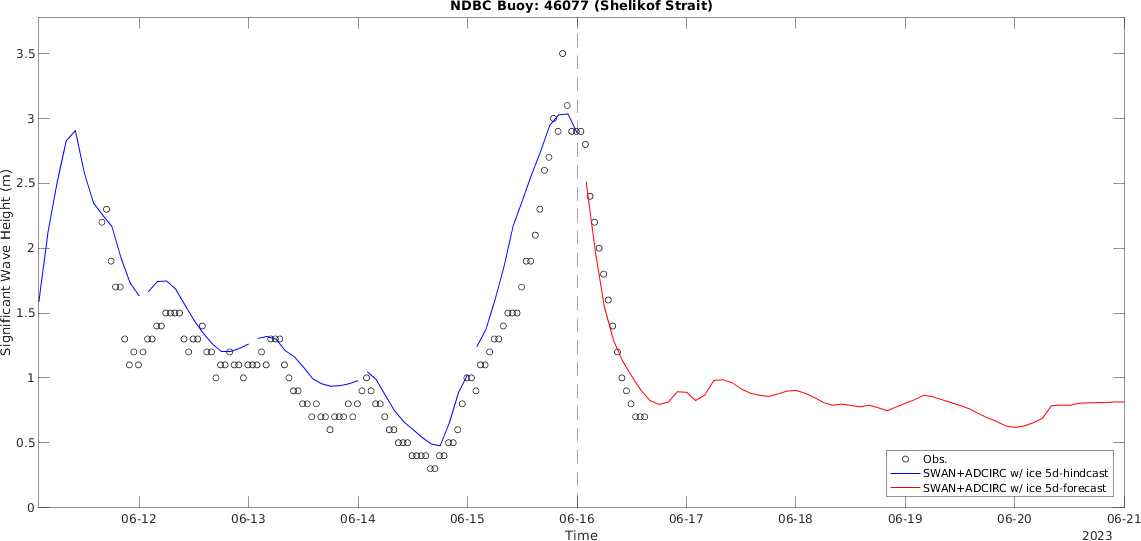 NDBC Buoy: 46077 (Shelikof Strait)
Significant Wave Height (m)
3.5
3
2.5
2
1.5
1
0.5
0
Obs.
SWAN+ADCIRC w/ ice 5d-hindcast
SWAN+ADCIRC w/ ice 5d-forecast
06-12 06-13 06-14 06-15 06-16 06-17 06-18 06-19 06-20 06-21
Time 2023